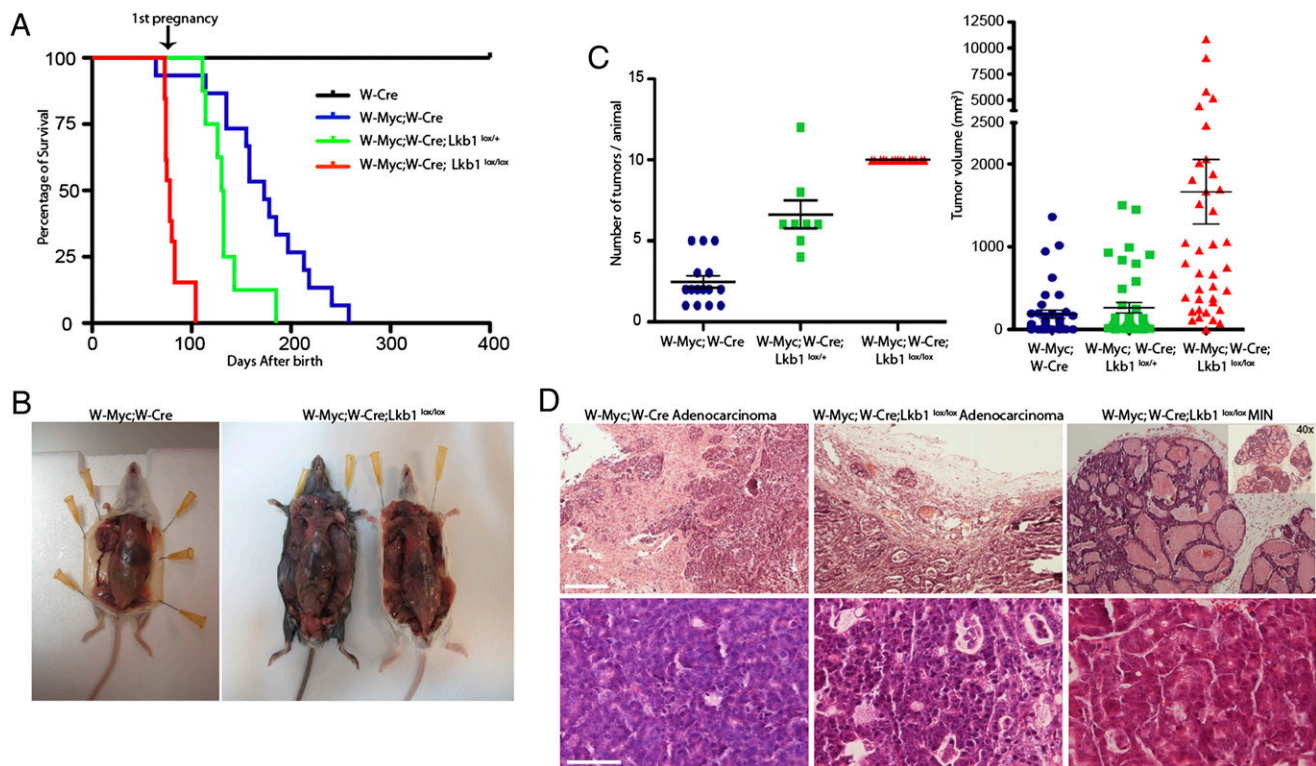 A
1st pregnancy
Percentage of Survival
100
75
50
25
0
0
100
200
300
400
Days After birth
W-Cre
W-Myc;W-Cre
W-Myc;W-Cre; Lkb1 lox/+
W-Myc;W-Cre; Lkb1 lox/lox
B
W-Myc;W-Cre
W-Myc;W-Cre;Lkb1 lox/lox
C
Number of tumors / animal
15
10
5
0
W-Myc; W-Cre
W-Myc; W-Cre;
Lkb1 lox/+
W-Myc; W-Cre;
Lkb1 lox/lox
Tumor volume (mm³)
12500
10000
7500
5000
2500
2000
1000
0
W-Myc;
W-Cre
W-Myc; W-Cre;
Lkb1 lox/+
W-Myc; W-Cre;
Lkb1 lox/lox
D
W-Myc; W-Cre Adenocarcinoma
W-Myc; W-Cre;Lkb1 lox/lox Adenocarcinoma
W-Myc; W-Cre;Lkb1 lox/lox MIN
40x